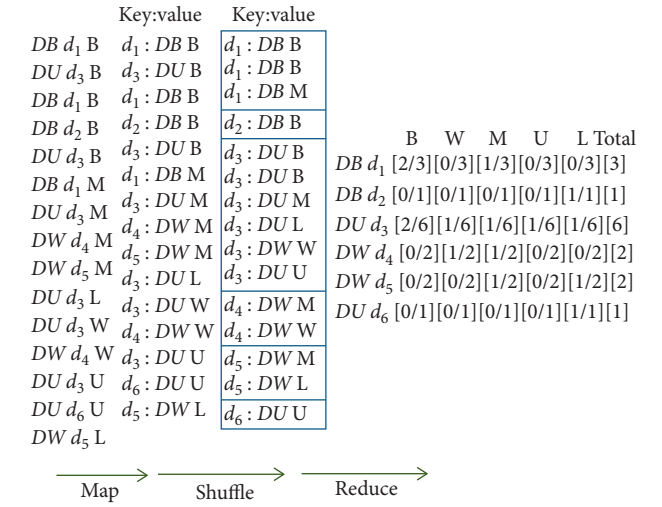 Key:value Key:value
DB d1 B
DU d3 B
DB d1 B
DB d2 B
DU d3 B
DB d1 M
DU d3 M
DW d4 M
DW d5 M
DU d3 L
DU d3 W
DW d4 W
DU d3 U
DU d6 U
DW d5 L
d1 : DB B
d3 : DU B
d1 : DB B
d2 : DB B
d3 : DU B
d1 : DB M
d3 : DU M
d4 : DW M
d5 : DW M
d3 : DU L
d3 : DU W
d4 : DW W
d3 : DU U
d6 : DU U
d5 : DW L
d1 : DB B
d1 : DB B
d1 : DB M
d2 : DB B
d3 : DU B
d3 : DU B
d3 : DU M
d3 : DU L
d3 : DW W
d3 : DU U
d4 : DW M
d4 : DW W
d5 : DW M
d5 : DW L
d6 : DU U
B W M U L Total
DB d1 [2/3][0/3][1/3][0/3][0/3][3]
DB d2 [0/1][0/1][0/1][0/1][1/1][1]
DU d3 [2/6][1/6][1/6][1/6][1/6][6]
DW d4 [0/2][1/2][1/2][0/2][0/2][2]
DW d5 [0/2][0/2][1/2][0/2][1/2][2]
DU d6 [0/1][0/1][0/1][0/1][1/1][1]
Map Shuffle Reduce